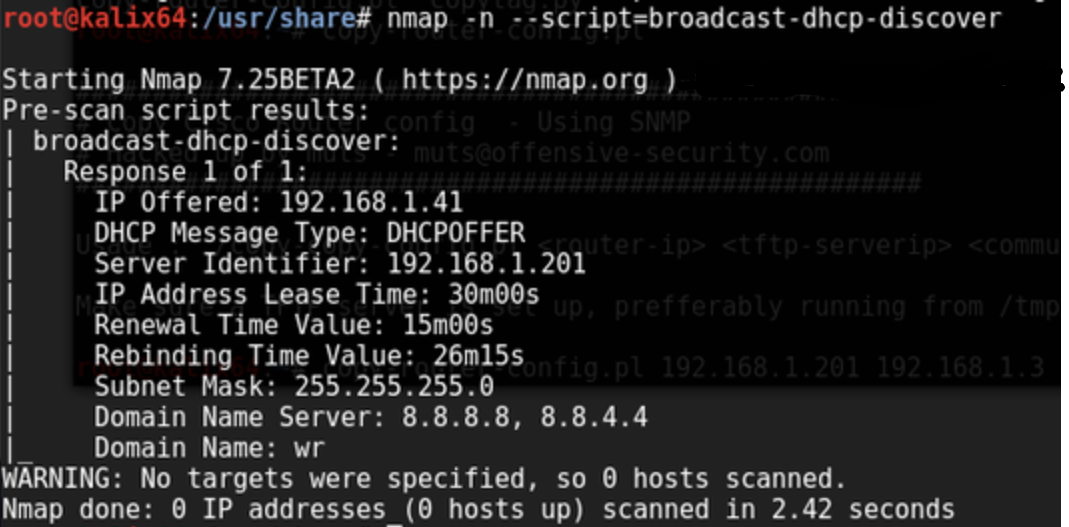 root@kalix64:/usr/share# nmap -n --script=broadcast-dhcp-discover
Starting Nmap 7.25BETA2 ( https://nmap.org )
Pre-scan script results:
| broadcast-dhcp-discover:
|   Response 1 of 1:
|     IP Offered: 192.168.1.41
|     DHCP Message Type: DHCPOFFER
|     Server Identifier: 192.168.1.201
|     IP Address Lease Time: 30m00s
|     Renewal Time Value: 15m00s
|     Rebinding Time Value: 26m15s
|     Subnet Mask: 255.255.255.0
|     Domain Name Server: 8.8.8.8, 8.8.4.4
|_    Domain Name: wr
WARNING: No targets were specified, so 0 hosts scanned.
Nmap done: 0 IP addresses (0 hosts up) scanned in 2.42 seconds